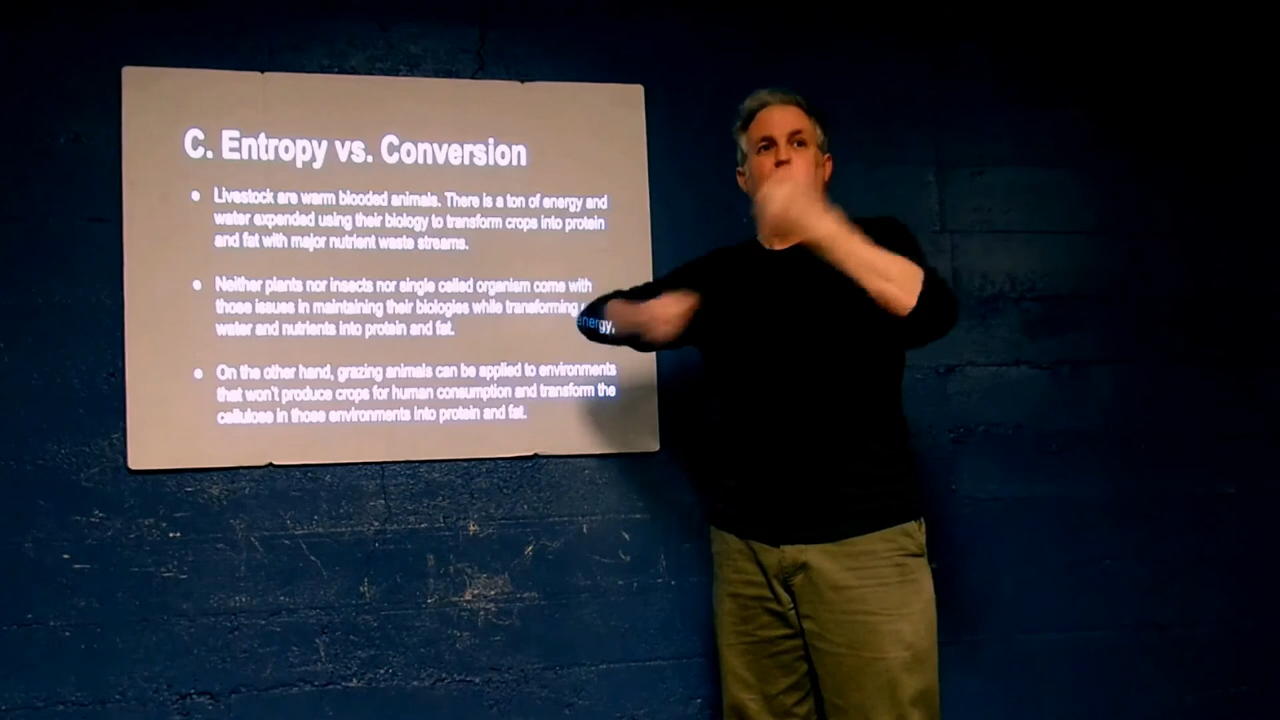 C. Entropy vs. Conversion
● Livestock are warm blooded animals. There is a ton of energy and
water expended using their biology to transform crops into protein
and fat with major nutrient waste streams.
● Neither plants nor insects nor single celled organism come with
those issues in maintaining their biologies while transforming energy,
water and nutrients into protein and fat.
● On the other hand, grazing animals can be applied to environments
that won't produce crops for human consumption and transform the
cellulose in those environments into protein and fat.